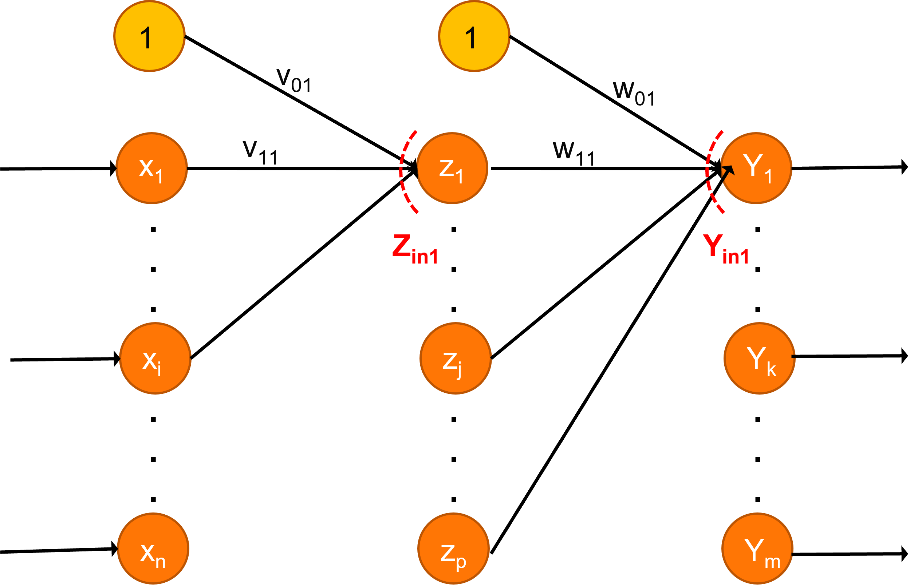 1 1
v01 w01
x1 v11 z1 w11 Y1
Zin1 Yin1
xi zj Yk
xn zp Ym